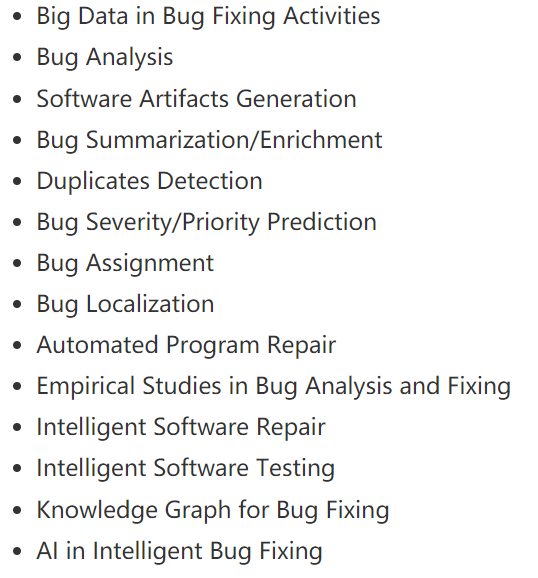 • Big Data in Bug Fixing Activities
• Bug Analysis
• Software Artifacts Generation
• Bug Summarization/Enrichment
• Duplicates Detection
• Bug Severity/Priority Prediction
• Bug Assignment
• Bug Localization
• Automated Program Repair
• Empirical Studies in Bug Analysis and Fixing
• Intelligent Software Repair
• Intelligent Software Testing
• Knowledge Graph for Bug Fixing
• AI in Intelligent Bug Fixing